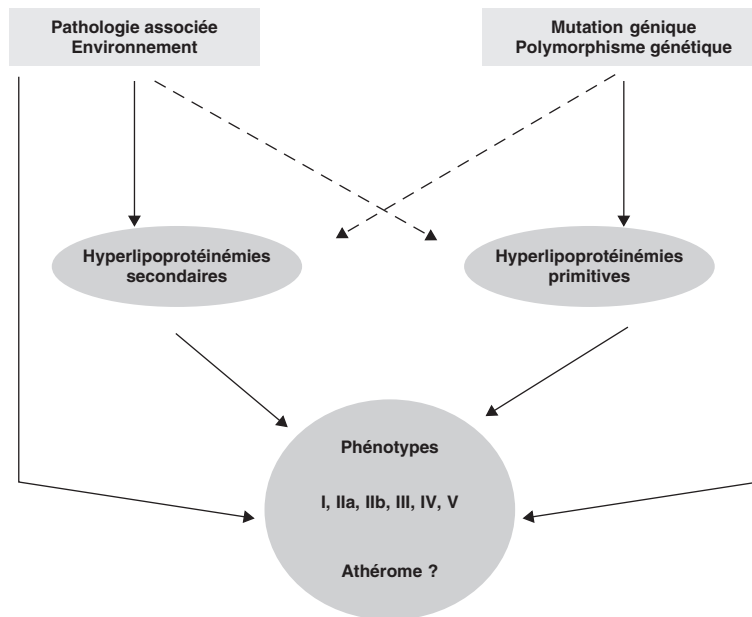 Pathologie associée
Environnement
Mutation génique
Polymorphisme génétique
Hyperlipoprotéinémies
secondaires
Hyperlipoprotéinémies
primitives
Phénotypes
I, IIa, IIb, III, IV, V
Athérome ?